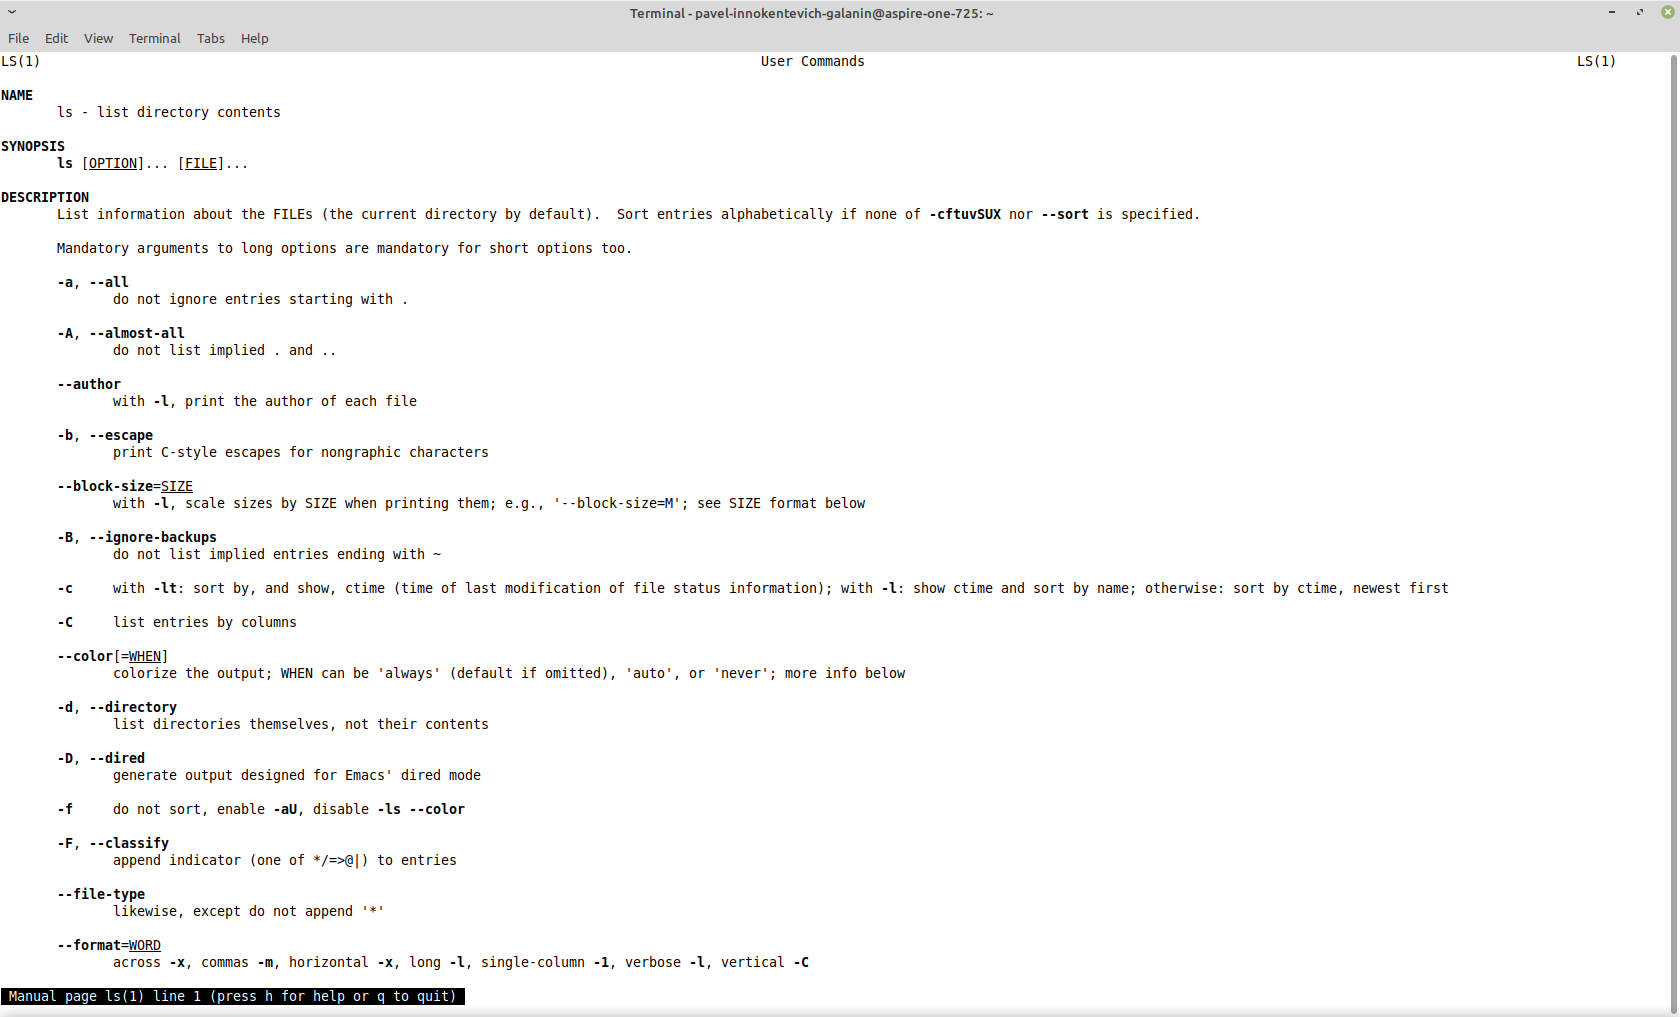 Terminal - pavel-innokentevich-galanin@aspire-one-725: ~
File Edit View Terminal Tabs Help
LS(1) User Commands LS(1)
NAME
ls - list directory contents
SYNOPSIS
ls [OPTION]... [FILE]...
DESCRIPTION
List information about the FILEs (the current directory by default). Sort entries alphabetically if none of -cftuvSUX nor --sort is specified.
Mandatory arguments to long options are mandatory for short options too.
-a, --all
do not ignore entries starting with .
-A, --almost-all
do not list implied . and ..
--author
with -l, print the author of each file
-b, --escape
print C-style escapes for nongraphic characters
--block-size=SIZE
with -l, scale sizes by SIZE when printing them; e.g., '--block-size=M'; see SIZE format below
-B, --ignore-backups
do not list implied entries ending with ~
-c with -lt: sort by, and show, ctime (time of last modification of file status information); with -l: show ctime and sort by name; otherwise: sort by ctime, newest first
-C list entries by columns
--color[=WHEN]
colorize the output; WHEN can be 'always' (default if omitted), 'auto', or 'never'; more info below
-d, --directory
list directories themselves, not their contents
-D, --dired
generate output designed for Emacs' dired mode
-f do not sort, enable -aU, disable -ls --color
-F, --classify
append indicator (one of */=>@|) to entries
--file-type
likewise, except do not append '*'
--format=WORD
across -x, commas -m, horizontal -x, long -l, single-column -1, verbose -l, vertical -C
Manual page ls(1) line 1 (press h for help or q to quit)